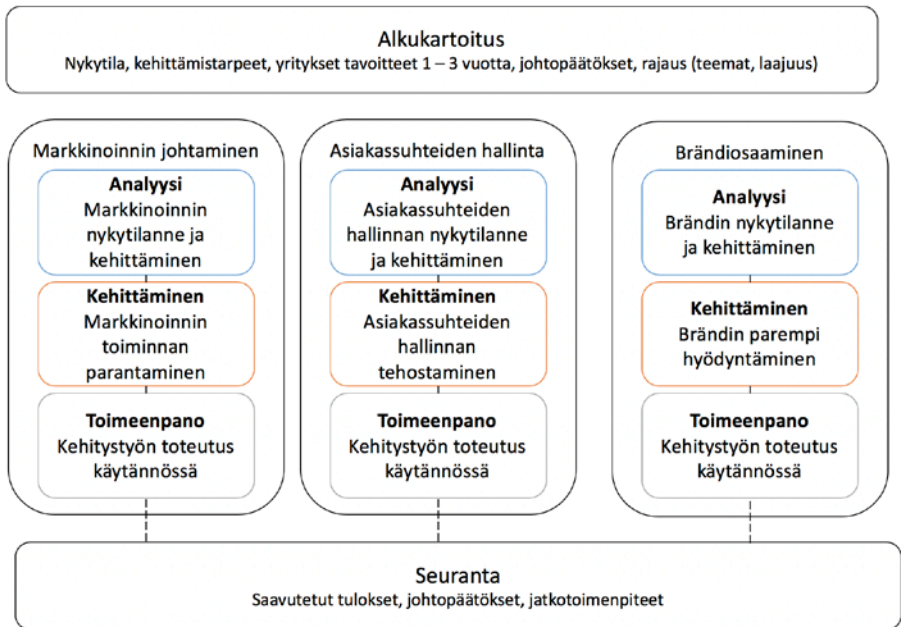 Alkukartoitus
Nykytila, kehittämistarpeet, yritykset tavoitteet 1 – 3 vuotta, johtopäätökset, rajaus (teemat, laajuus)
Markkinoinnin johtaminen
Analyysi
Markkinoinnin
nykytilanne ja
kehittäminen
Kehittäminen
Markkinoinnin
toiminnan
parantaminen
Toimeenpano
Kehitystyön toteutus
käytännössä
Asiakassuhteiden hallinta
Analyysi
Asiakassuhteiden
hallinnan nykytilanne
ja kehittäminen
Kehittäminen
Asiakassuhteiden
hallinnan
tehostaminen
Toimeenpano
Kehitystyön toteutus
käytännössä
Brändiosaaminen
Analyysi
Brändin nykytilanne
ja kehittäminen
Kehittäminen
Brändin parempi
hyödyntäminen
Toimeenpano
Kehitystyön toteutus
käytännössä
Seuranta
Saavutetut tulokset, johtopäätökset, jatkotoimenpiteet